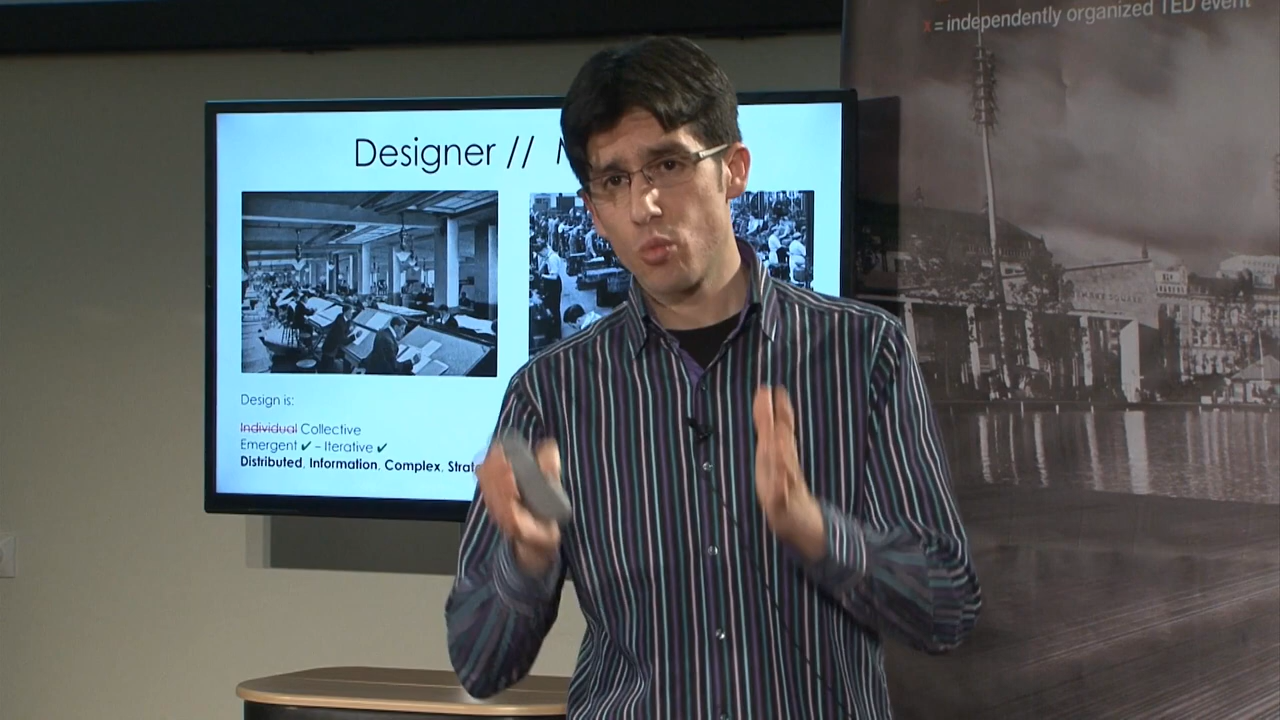 x = independently organized TED event
Designer //
Design is:
Individual Collective
Emergent ✔ – Iterative ✔
Distributed, Information, Complex,